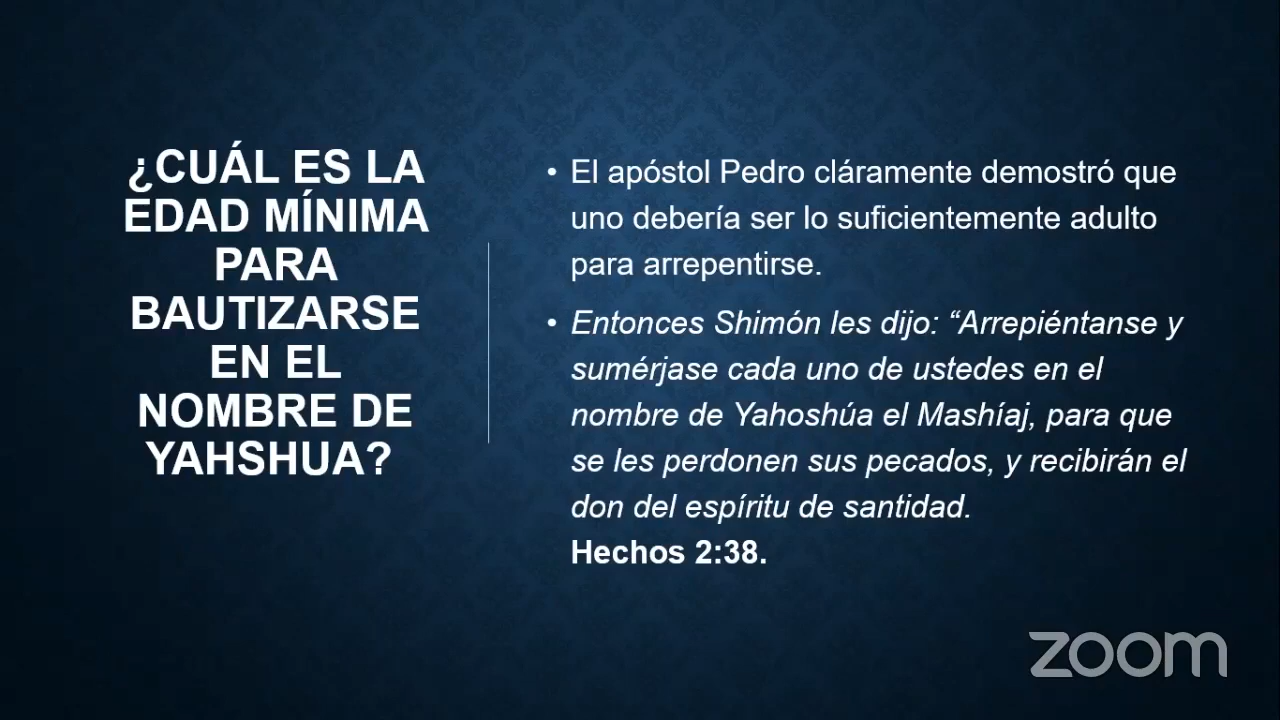 ¿CUÁL ES LA
EDAD MÍNIMA
PARA
BAUTIZARSE
EN EL
NOMBRE DE
YAHSHUA?
• El apóstol Pedro cláramente demostró que
uno debería ser lo suficientemente adulto
para arrepentirse.
• Entonces Shimón les dijo: “Arrepiéntanse y
sumérjase cada uno de ustedes en el
nombre de Yahoshúa el Mashíaj, para que
se les perdonen sus pecados, y recibirán el
don del espíritu de santidad.
Hechos 2:38.
zoom